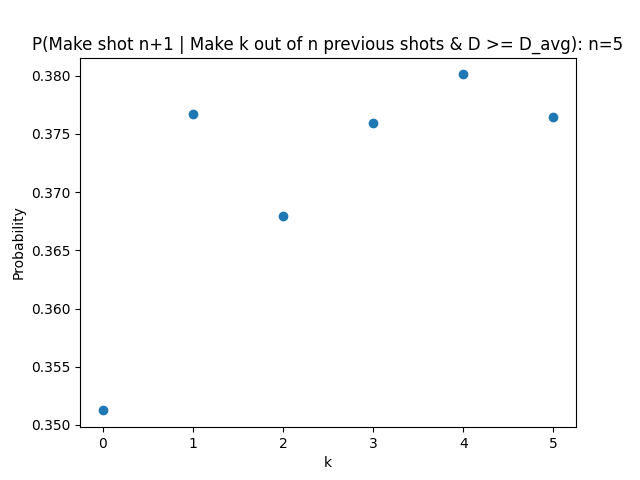 P(Make shot n+1 | Make k out of n previous shots & D >= D_avg): n=5
0.380
0.375
0.370
0.365
0.360
0.355
0.350
Probability
0 1 2 3 4 5
k